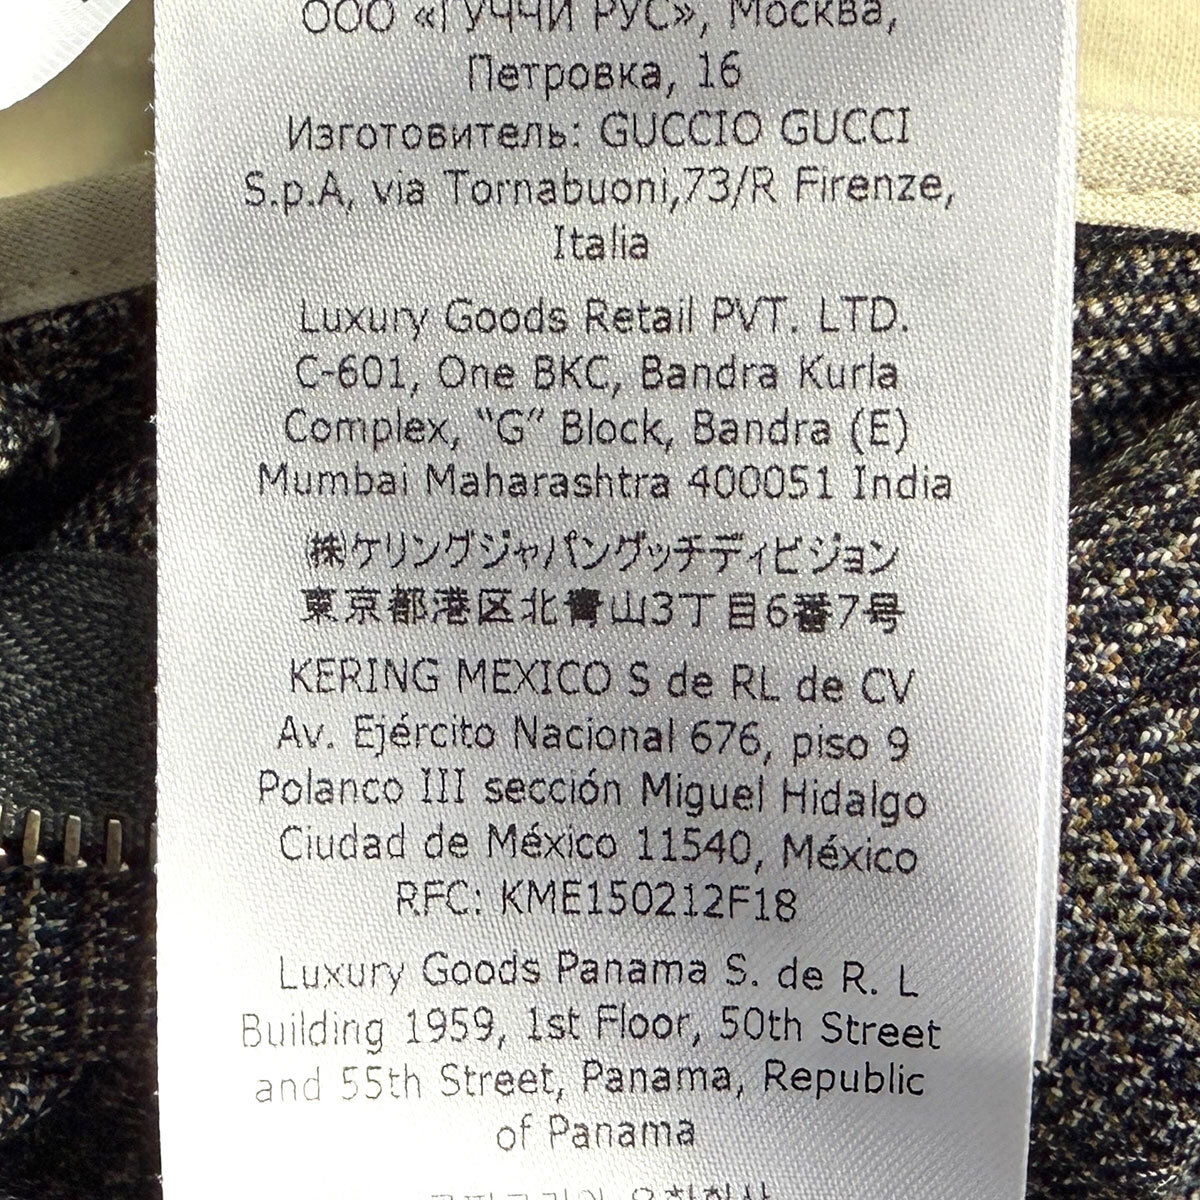 ООО «ГУЧЧИ РУС», Москва,
Петровка, 16
Изготовитель: GUCCIO GUCCI
S.p.A, via Tornabuoni,73/R Firenze,
Italia
Luxury Goods Retail PVT. LTD.
C-601, One BKC, Bandra Kurla
Complex, "G" Block, Bandra (E)
Mumbai Maharashtra 400051 India
㈱ケリングジャパングッチディビジョン
東京都港区北青山3丁目6番7号
KERING MEXICO S de RL de CV
Av. Ejército Nacional 676, piso 9
Polanco III sección Miguel Hidalgo
Ciudad de México 11540, México
RFC: KME150212F18
Luxury Goods Panama S. de R. L
Building 1959, 1st Floor, 50th Street
and 55th Street, Panama, Republic
of Panama